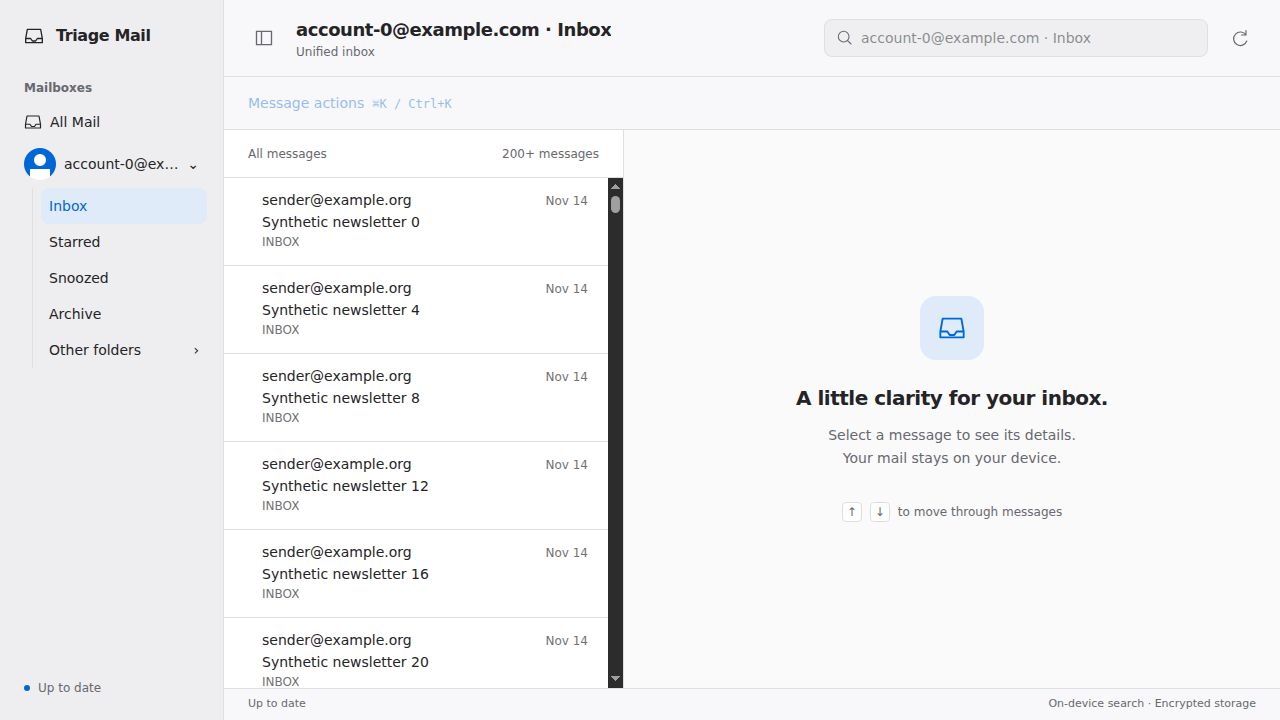 Triage Mail
Mailboxes
All Mail
account-0@ex... ⌄
Inbox
Starred
Snoozed
Archive
Other folders ›
Up to date
account-0@example.com · Inbox
Unified inbox
account-0@example.com · Inbox
Message actions ⌘K / Ctrl+K
All messages 200+ messages
sender@example.org Nov 14
Synthetic newsletter 0
INBOX
sender@example.org Nov 14
Synthetic newsletter 4
INBOX
sender@example.org Nov 14
Synthetic newsletter 8
INBOX
sender@example.org Nov 14
Synthetic newsletter 12
INBOX
sender@example.org Nov 14
Synthetic newsletter 16
INBOX
sender@example.org Nov 14
Synthetic newsletter 20
INBOX
A little clarity for your inbox.
Select a message to see its details.
Your mail stays on your device.
↑ ↓ to move through messages
Up to date
On-device search · Encrypted storage